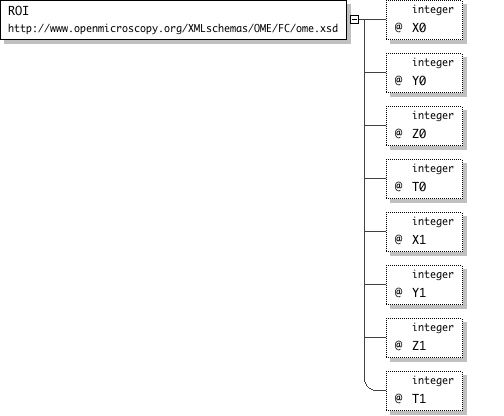 ROI
http://www.openmicroscopy.org/XMLschemas/OME/FC/ome.xsd
integer
@ X0
integer
@ Y0
integer
@ Z0
integer
@ T0
integer
@ X1
integer
@ Y1
integer
@ Z1
integer
@ T1